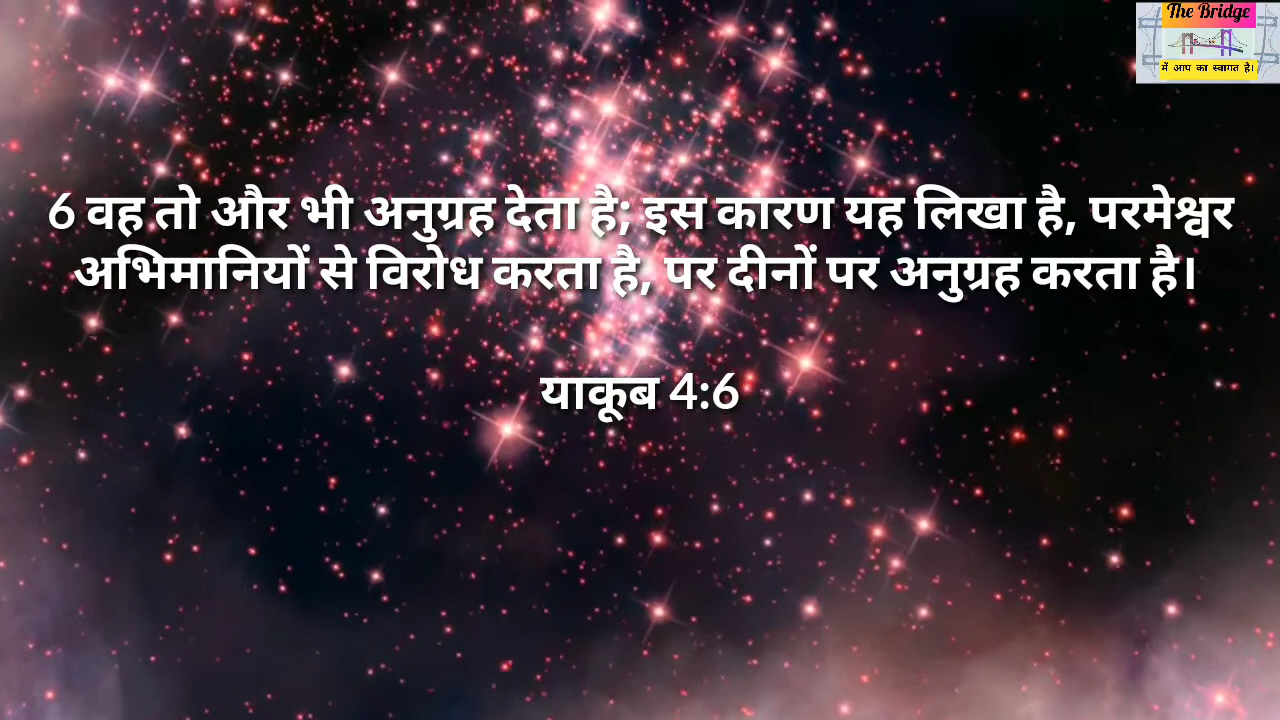 The Bridge
में आप का स्वागत है।
6 वह तो और भी अनुग्रह देता है; इस कारण यह लिखा है, परमेश्वर
अभिमानियों से विरोध करता है, पर दीनों पर अनुग्रह करता है।
याकूब 4:6